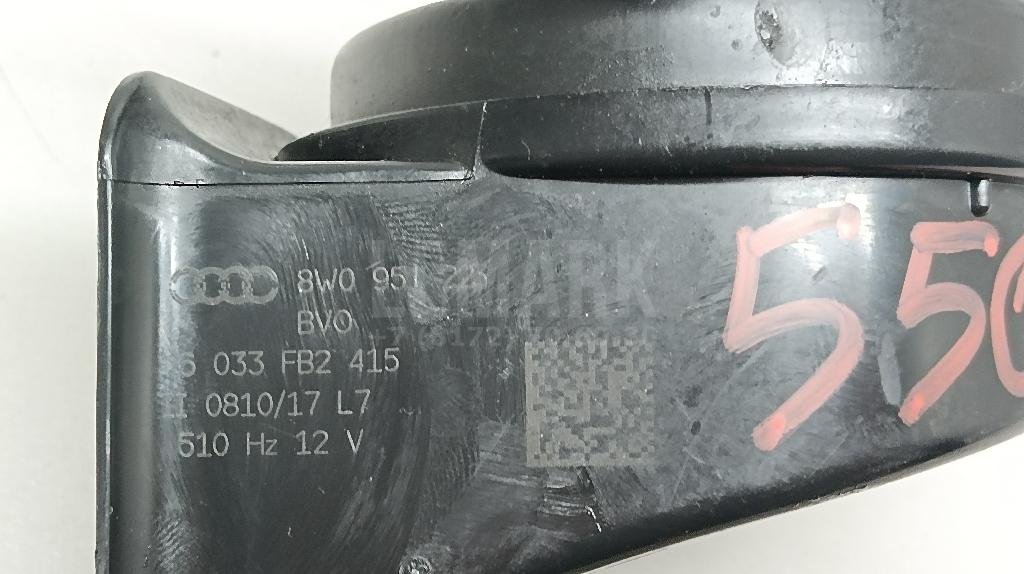 8W0 951
BVO
033 FB2 415
0810/17 L7
510 Hz 12 V
55